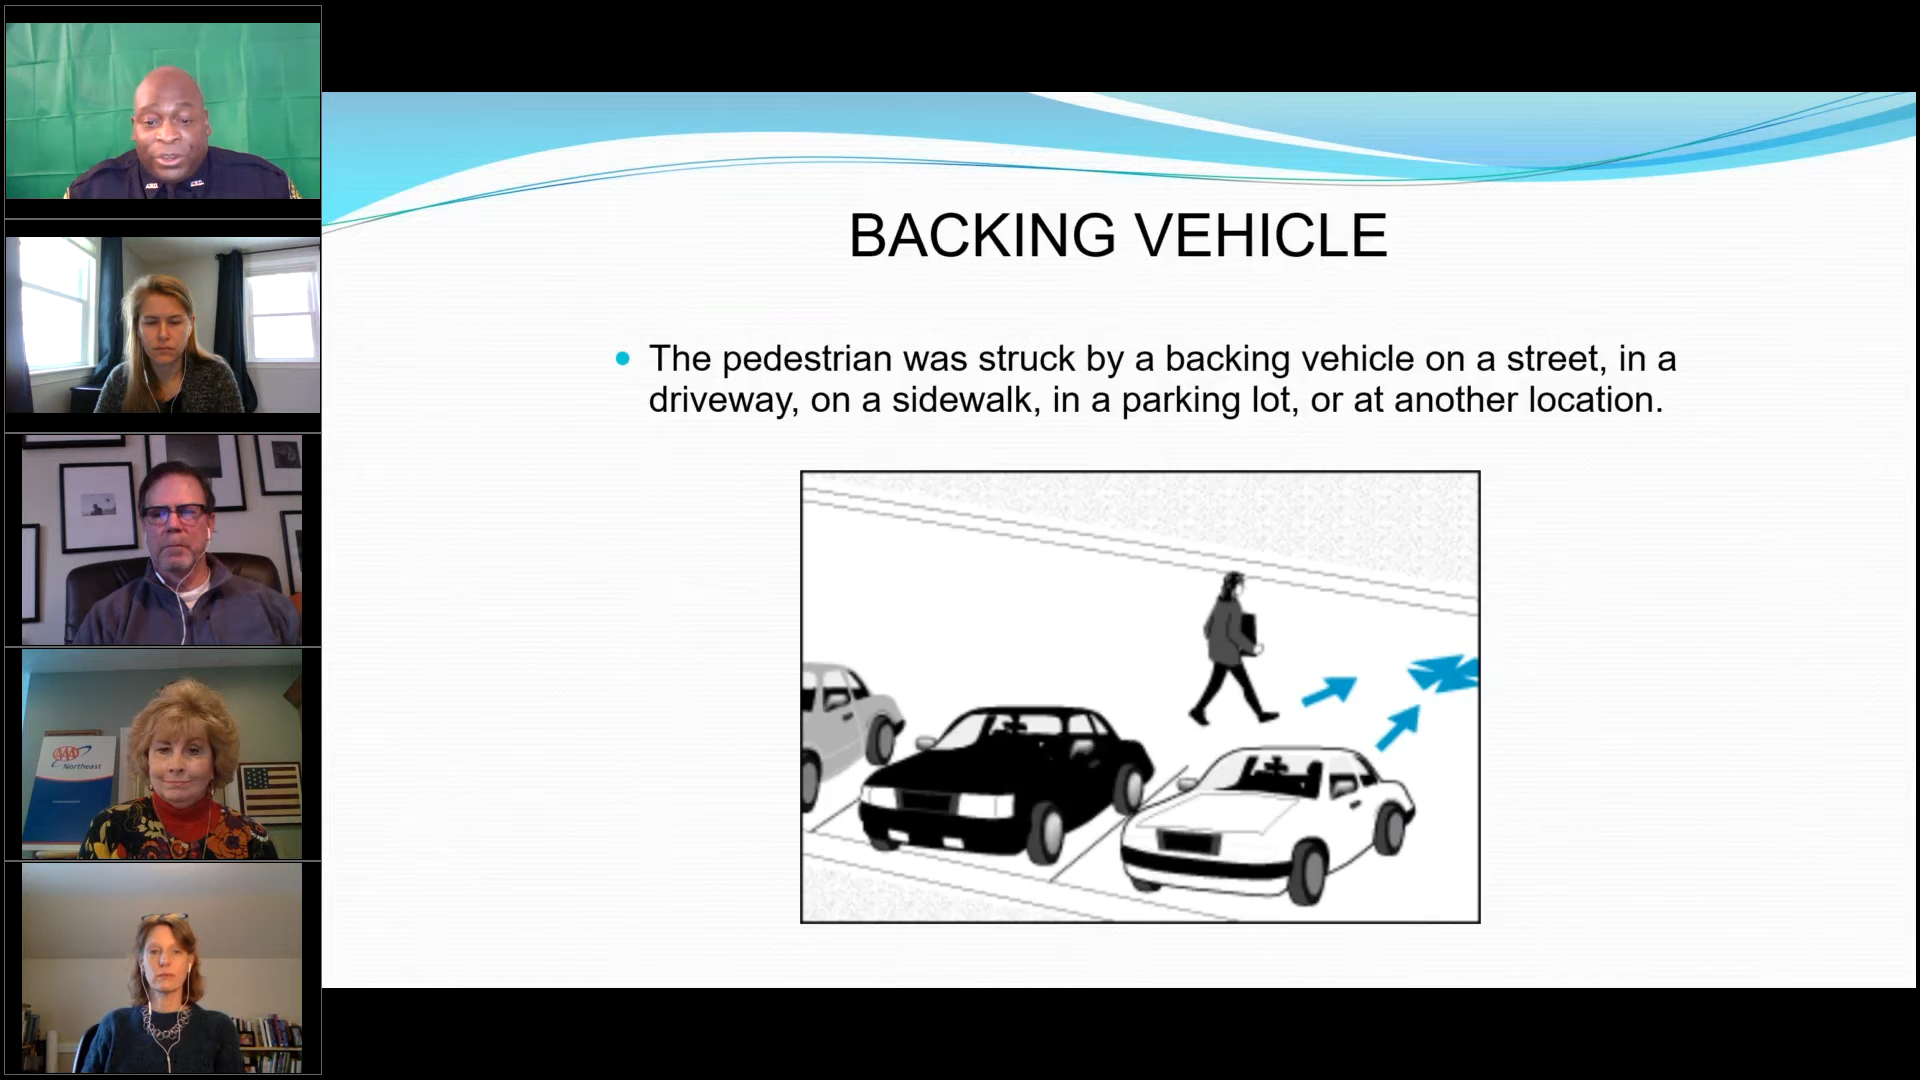 BACKING VEHICLE
The pedestrian was struck by a backing vehicle on a street, in a
driveway, on a sidewalk, in a parking lot, or at another location.
AAA
Northeast